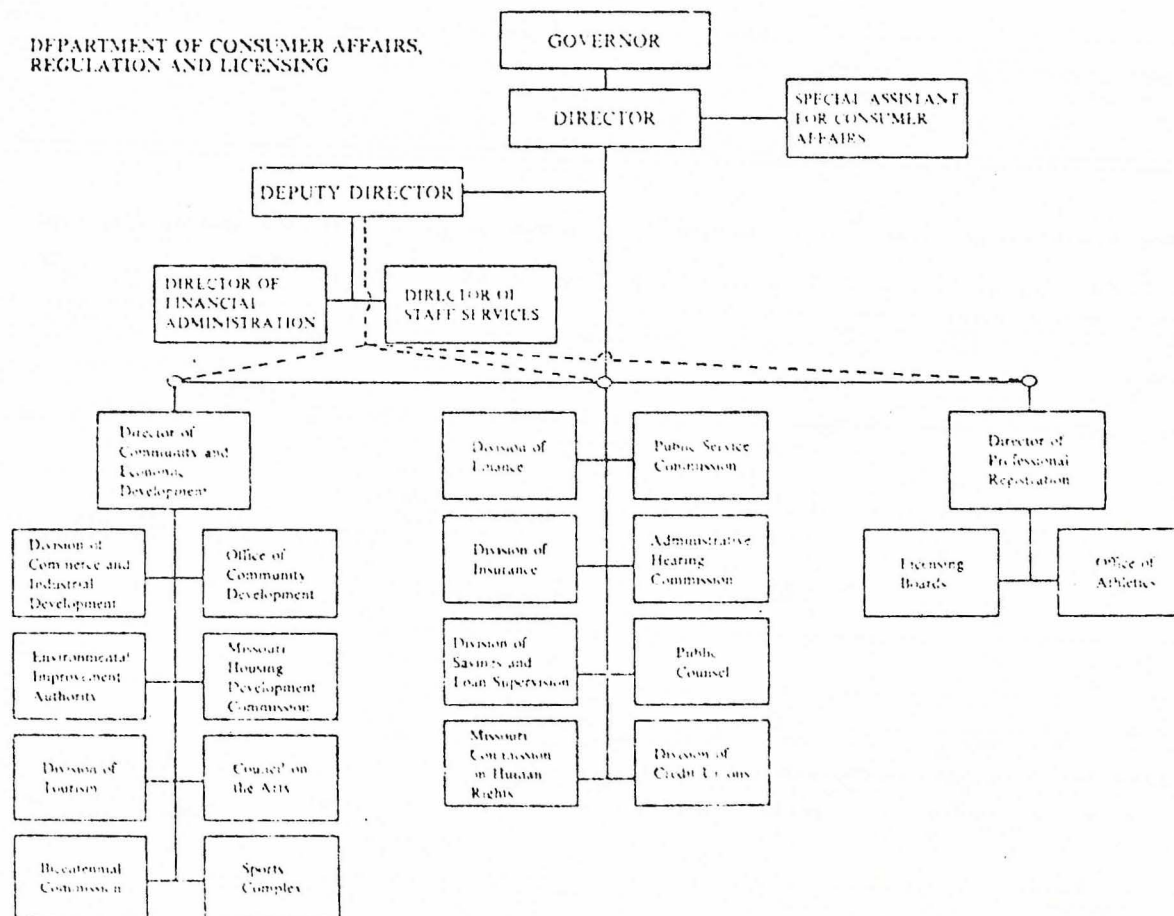 DEPARTMENT OF CONSUMER AFFAIRS,
REGULATION AND LICENSING
GOVERNOR
DIRECTOR
SPECIAL ASSISTANT
FOR CONSUMER
AFFAIRS
DEPUTY DIRECTOR
DIRECTOR OF
FINANCIAL
ADMINISTRATION
DIRECTOR OF
STAFF SERVICES
Director of
Community and
Economic
Development
Division of
Commerce and
Industrial
Development
Office of
Community
Development
Environmental
Improvement
Authority
Missouri
Housing
Development
Commission
Division of
Tourism
Council on
the Arts
Bicentennial
Commission
Sports
Complex
Division of
Finance
Public Service
Commission
Division of
Insurance
Administrative
Hearing
Commission
Division of
Savings and
Loan Supervision
Public
Counsel
Missouri
Commission
on Human
Rights
Division of
Credit Unions
Director of
Professional
Registration
Licensing
Boards
Office of
Athletics